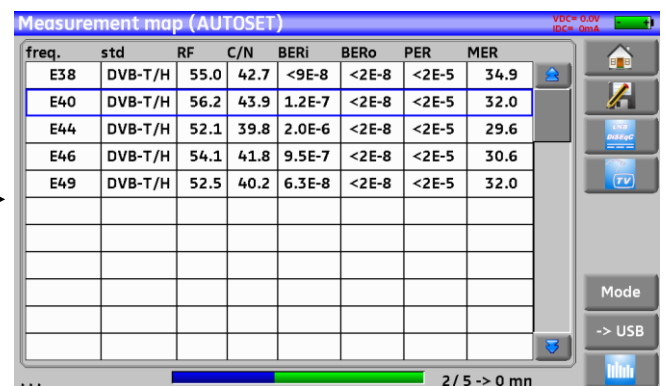 Measurement map (AUTOSET)
VDC= 0.0V
IDC= 0mA
freq. std RF C/N BERi BERo PER MER
E38 DVB-T/H 55.0 42.7 <9E-8 <2E-8 <2E-5 34.9
E40 DVB-T/H 56.2 43.9 1.2E-7 <2E-8 <2E-5 32.0
E44 DVB-T/H 52.1 39.8 2.0E-6 <2E-8 <2E-5 29.6
E46 DVB-T/H 54.1 41.8 9.5E-7 <2E-8 <2E-5 30.6
E49 DVB-T/H 52.5 40.2 6.3E-8 <2E-8 <2E-5 32.0
LNB
DiSEqC
TV
Mode
-> USB
... 2/ 5 -> 0 mn